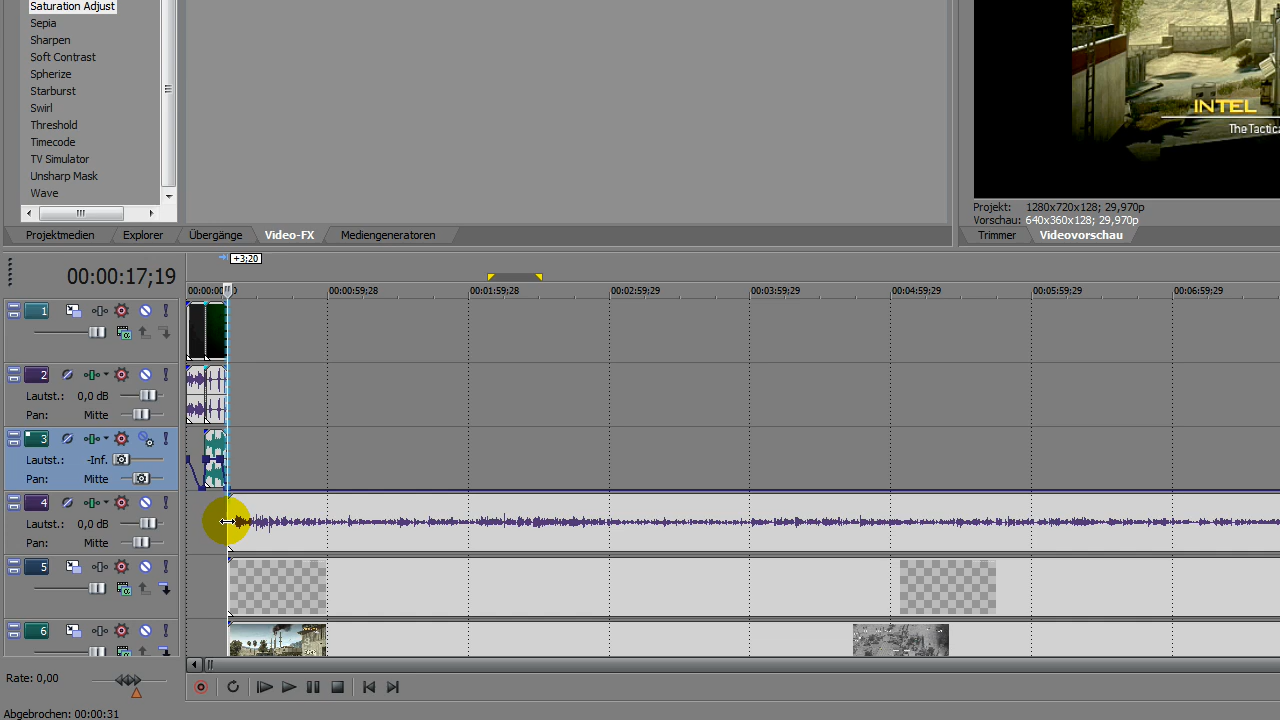 Saturation Adjust
Sepia
Sharpen
Soft Contrast
Spherize
Starburst
Swirl
Threshold
Timecode
TV Simulator
Unsharp Mask
Wave
INTEL
The Tactica
Projekt: 1280x720x128; 29,970p
Vorschau: 640x360x128; 29,970p
Projektmedien Explorer Übergänge Video-FX Mediengeneratoren
Trimmer Videovorschau
+3;20
00:00:17;19
00:00:00 00:00:59;28 00:01:59;28 00:02:59;29 00:03:59;29 00:04:59;29 00:05:59;29 00:06:59;29
1
2
Lautst.: 0,0 dB
Pan: Mitte
3
Lautst.: -Inf.
Pan: Mitte
4
Lautst.: 0,0 dB
Pan: Mitte
5
6
Rate: 0,00
Abgebrochen: 00:00:31